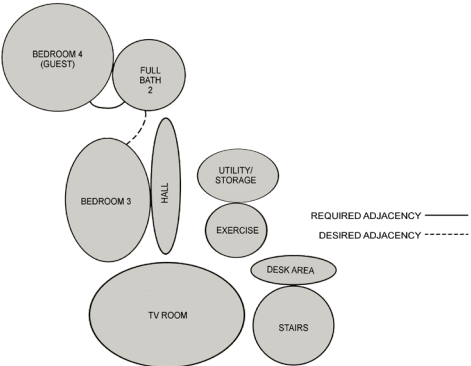 BEDROOM 4
(GUEST)
FULL
BATH
2
BEDROOM 3
HALL
UTILITY/
STORAGE
EXERCISE
REQUIRED ADJACENCY
DESIRED ADJACENCY
DESK AREA
TV ROOM
STAIRS